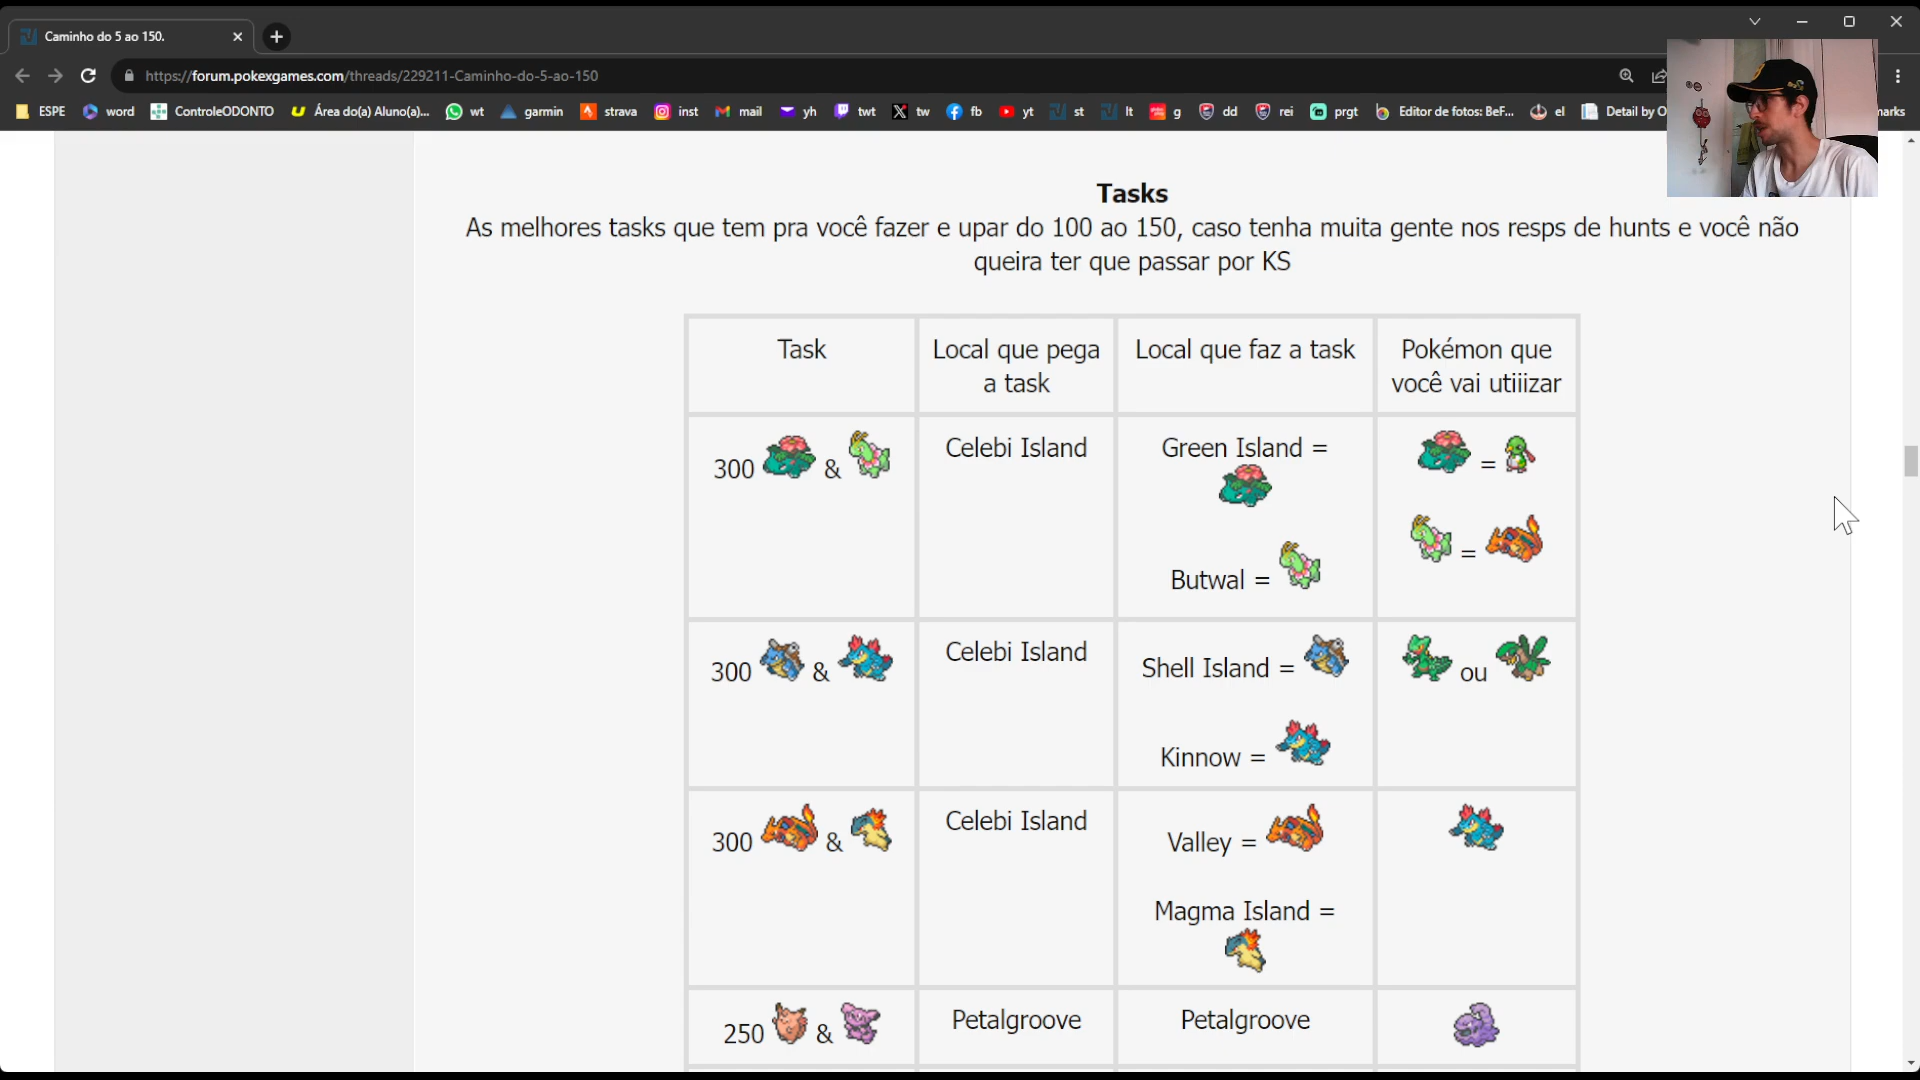 Caminho do 5 ao 150.
https://forum.pokexgames.com/threads/229211-Caminho-do-5-ao-150
ESPE word ControleODONTO Área do(a) Aluno(a)... wt garmin strava inst mail yh twt tw fb yt st lt g dd rei prgt Editor de fotos: BeF... el Detail by O arks
Tasks
As melhores tasks que tem pra você fazer e upar do 100 ao 150, caso tenha muita gente nos resps de hunts e você não
queira ter que passar por KS
Task
Local que pega
a task
Local que faz a task
Pokémon que
você vai utiiizar
300 &
Celebi Island
Green Island =
Butwal =
=
=
300 &
Celebi Island
Shell Island =
Kinnow =
ou
300 &
Celebi Island
Valley =
Magma Island =
250 &
Petalgroove
Petalgroove